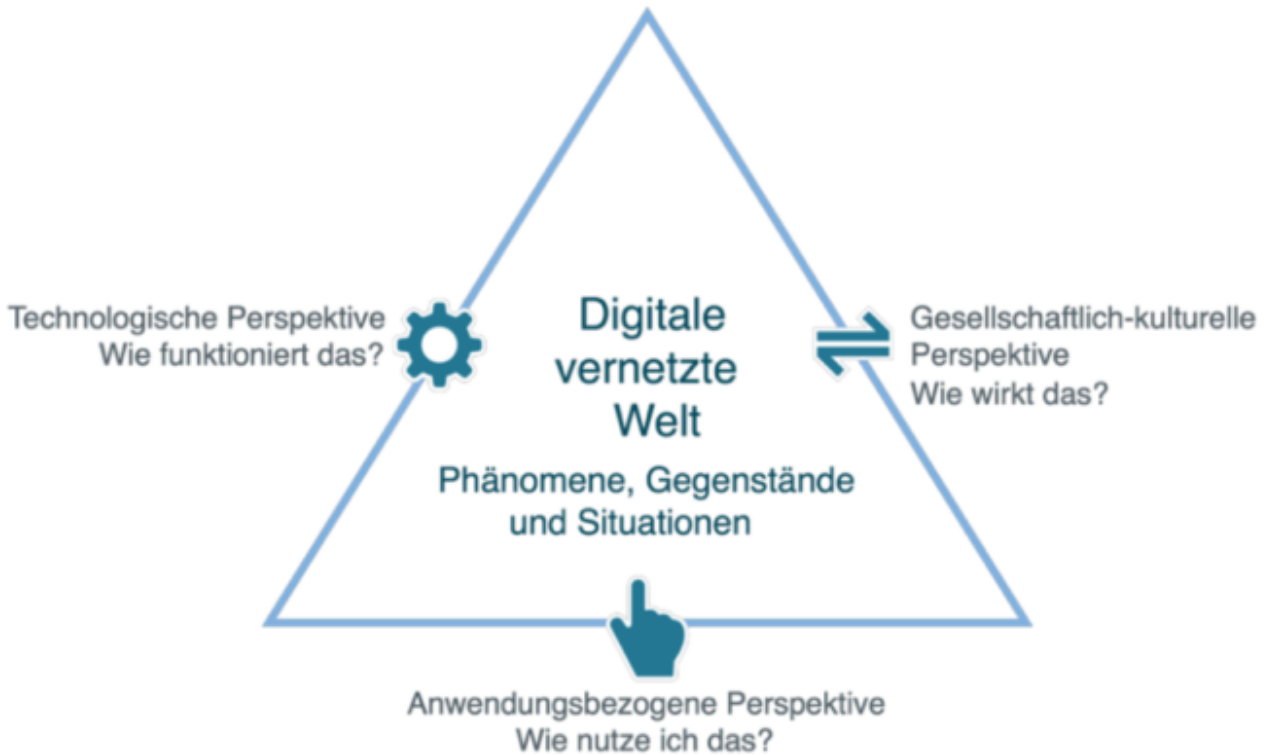 Technologische Perspektive
Wie funktioniert das?
Digitale
vernetzte
Welt
Phänomene, Gegenstände
und Situationen
Gesellschaftlich-kulturelle
Perspektive
Wie wirkt das?
Anwendungsbezogene Perspektive
Wie nutze ich das?